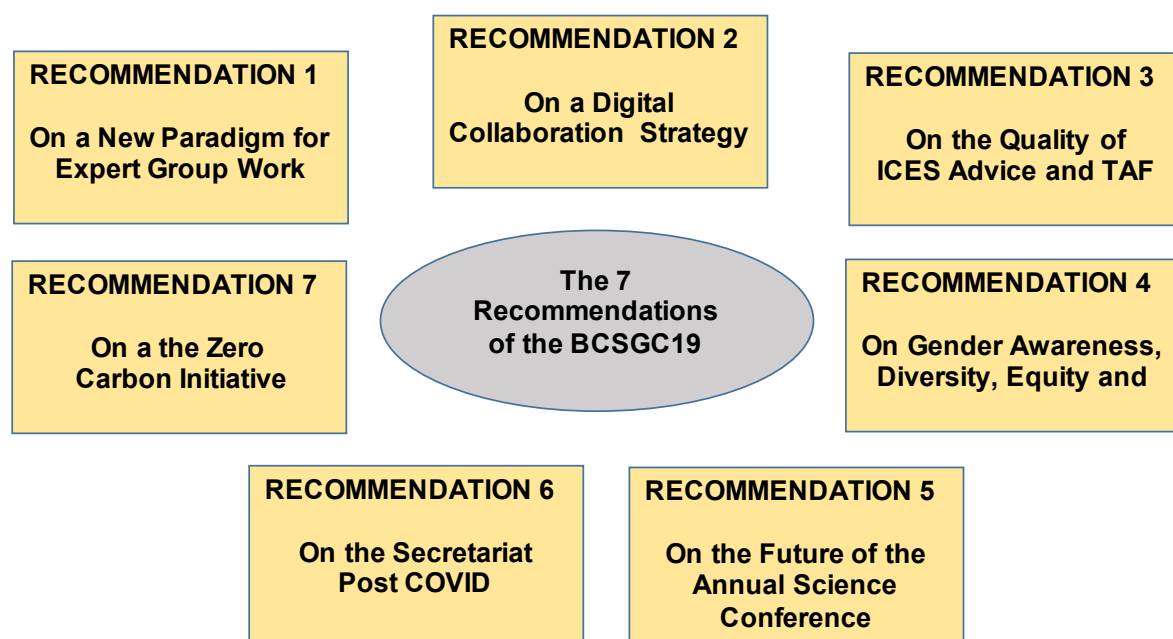 RECOMMENDATION 1
On a New Paradigm for
Expert Group Work
RECOMMENDATION 2
On a Digital
Collaboration Strategy
RECOMMENDATION 3
On the Quality of
ICES Advice and TAF
RECOMMENDATION 7
On a the Zero
Carbon Initiative
The 7
Recommendations
of the BCSGC19
RECOMMENDATION 4
On Gender Awareness,
Diversity, Equity and
RECOMMENDATION 6
On the Secretariat
Post COVID
RECOMMENDATION 5
On the Future of the
Annual Science
Conference